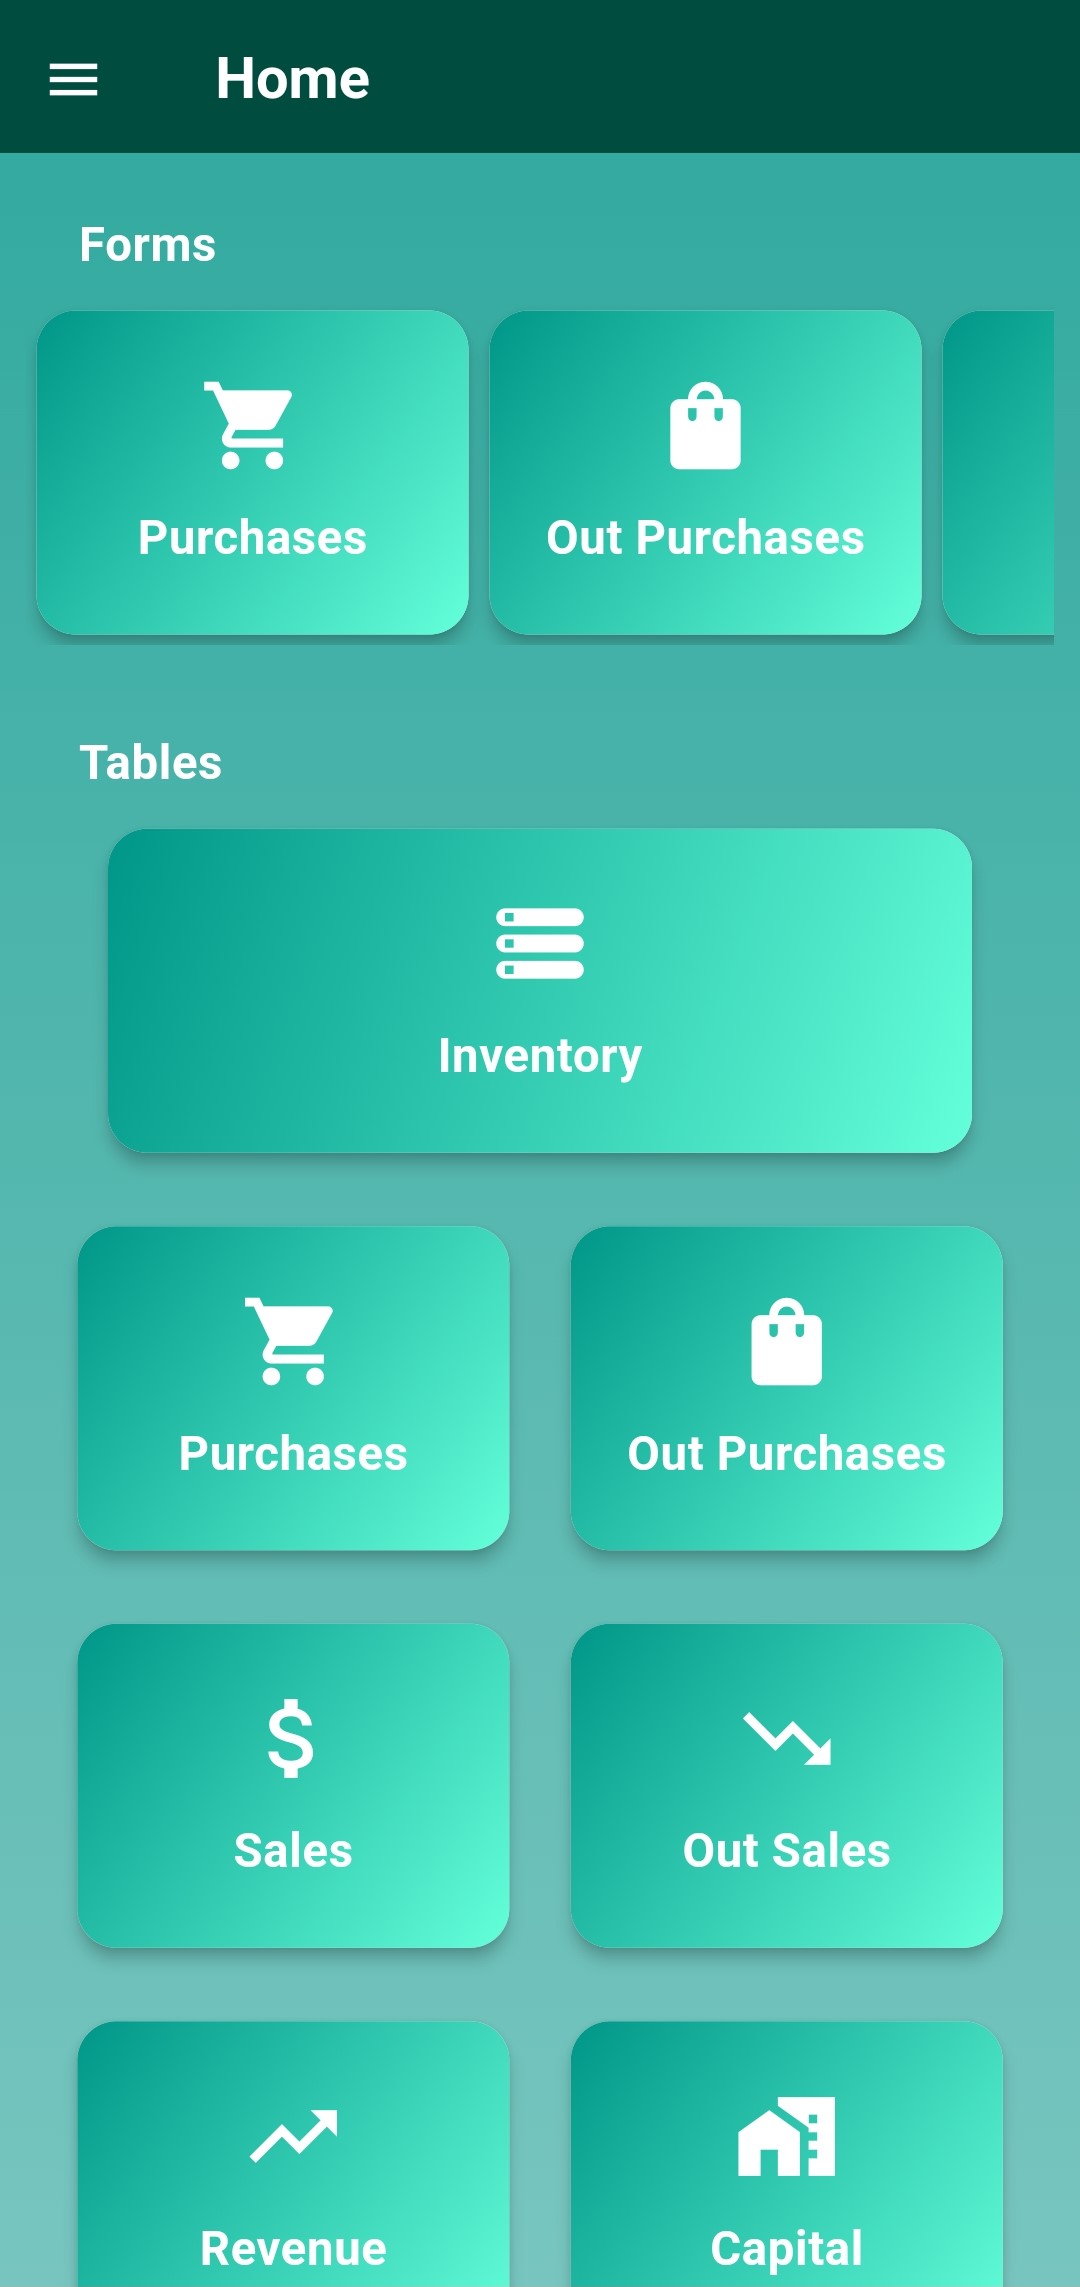 Home
Forms
Purchases
Out Purchases
Tables
Inventory
Purchases
Out Purchases
Sales
Out Sales
Revenue
Capital